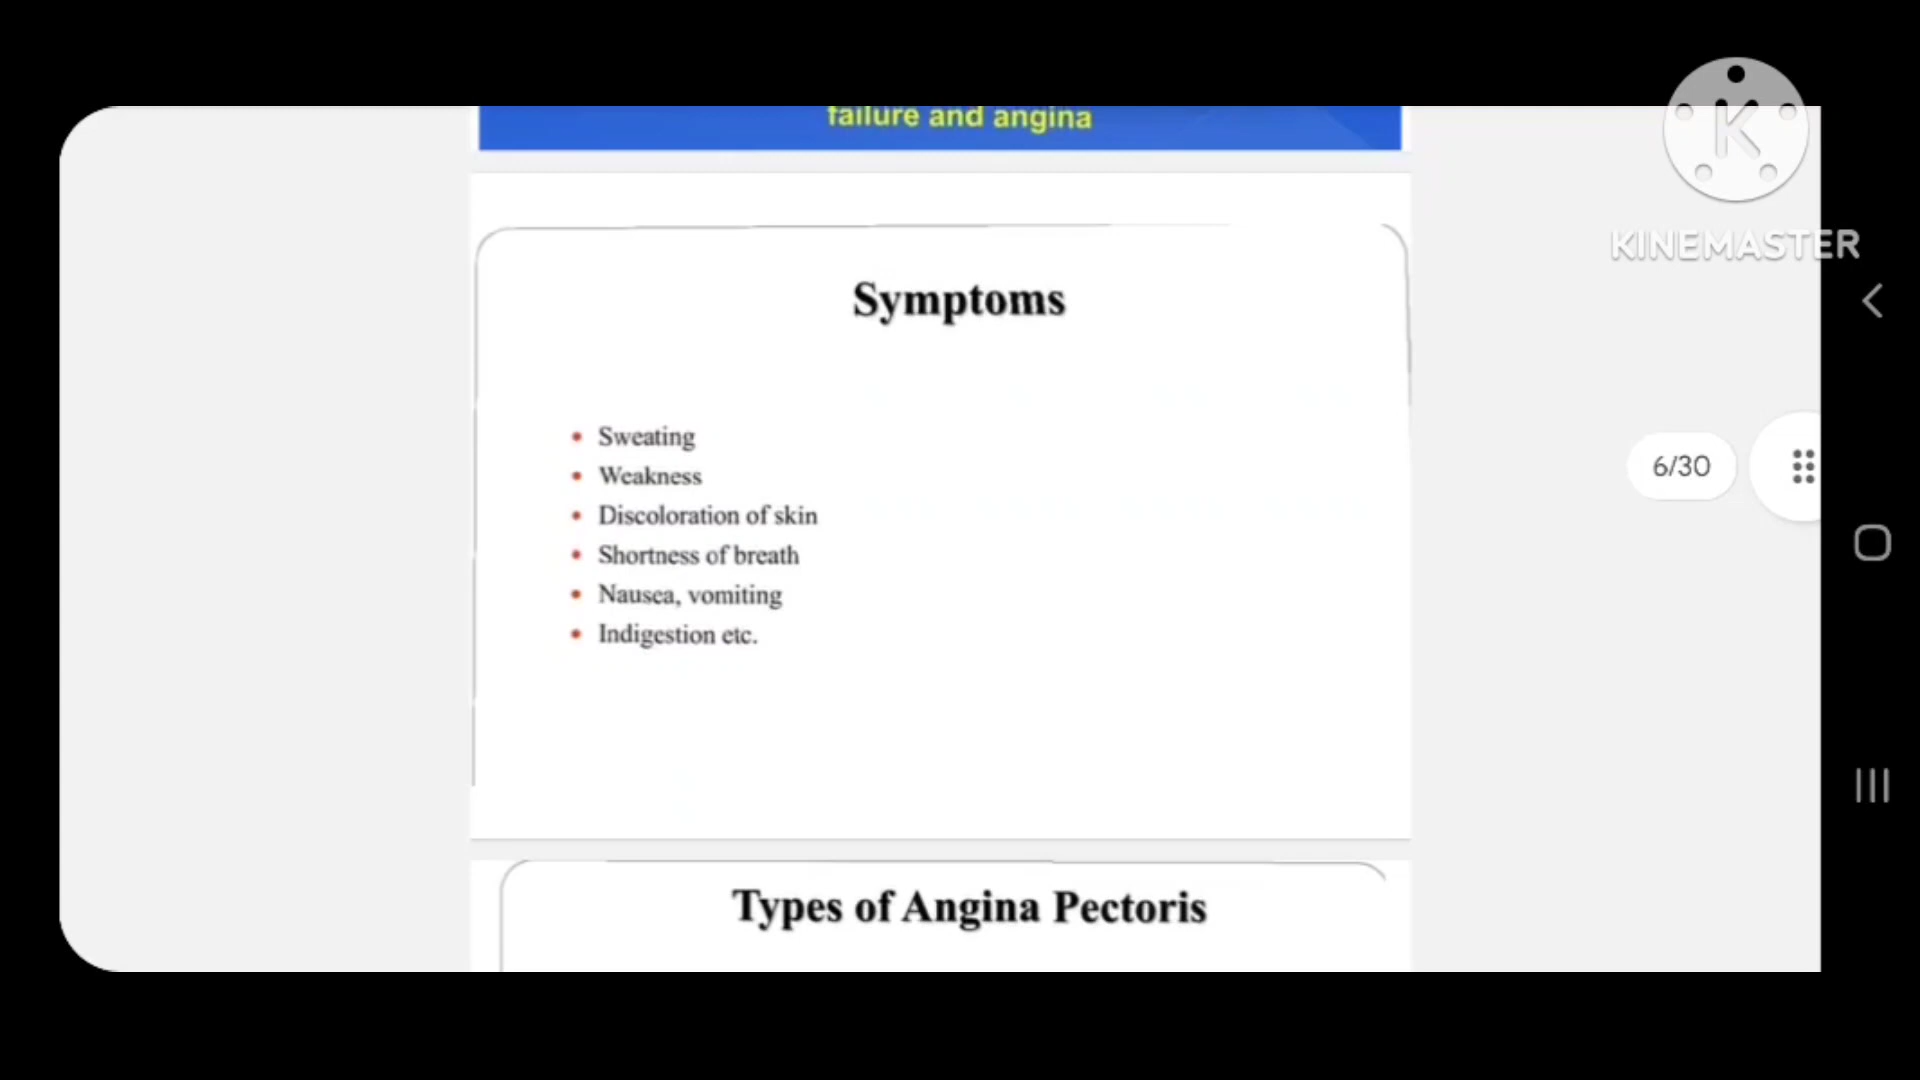 failure and angina
K
KINEMASTER
Symptoms
• Sweating
• Weakness
• Discoloration of skin
• Shortness of breath
• Nausea, vomiting
• Indigestion etc.
6/30
Types of Angina Pectoris